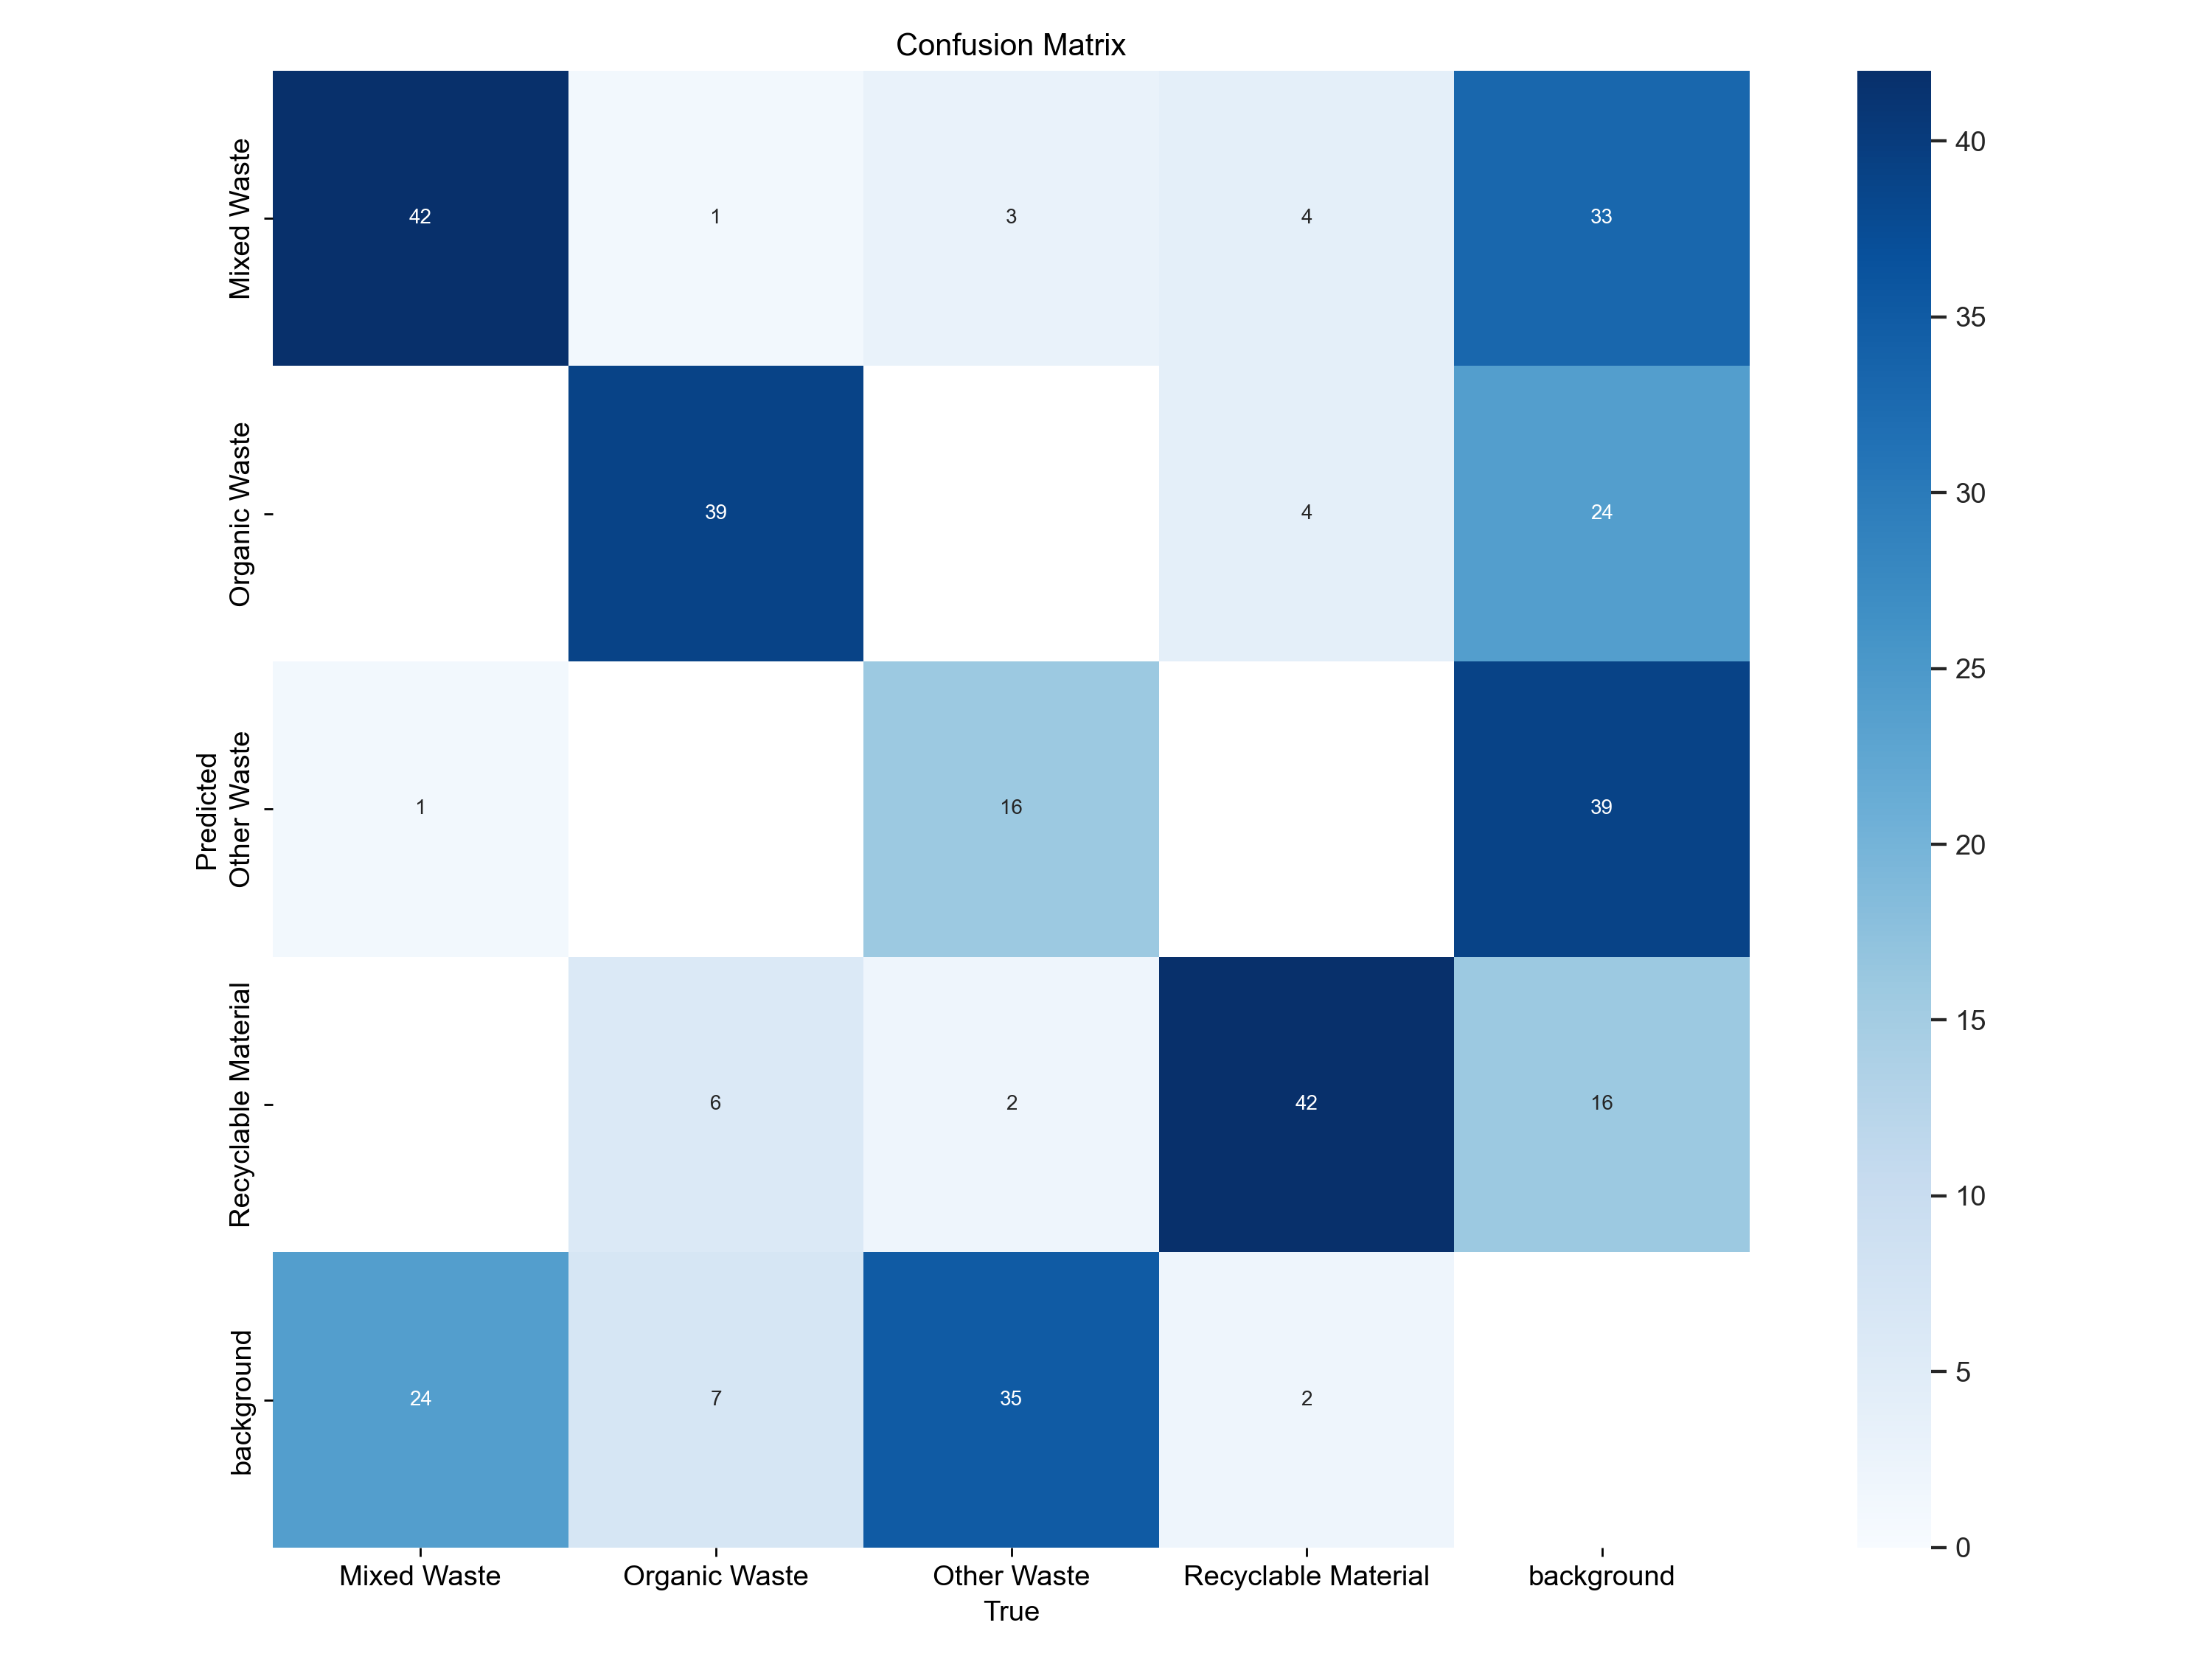 Confusion Matrix
Mixed Waste
42 1 3 4 33
Organic Waste
39 4 24
Predicted
Other Waste
1 16 39
Recyclable Material
6 2 42 16
background
24 7 35 2
Mixed Waste Organic Waste Other Waste Recyclable Material background
True
40
35
30
25
20
15
10
5
0